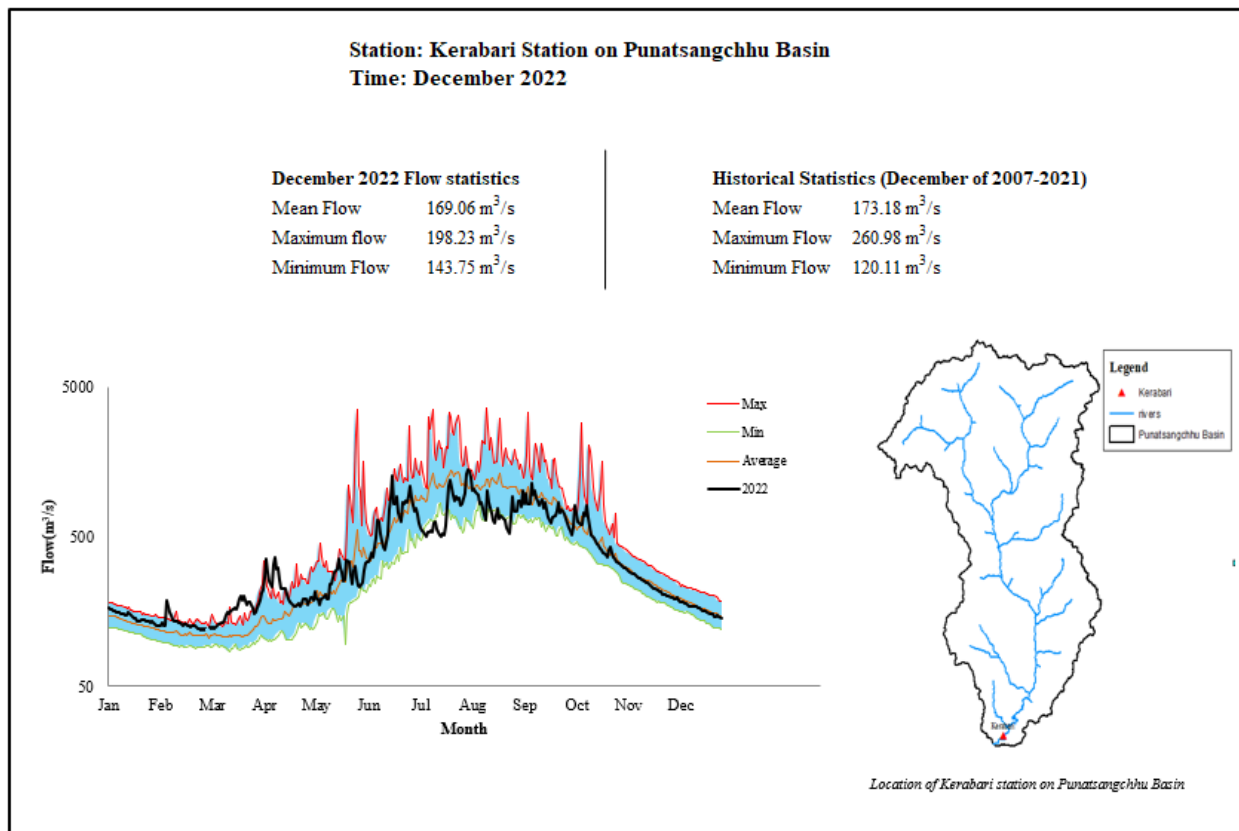 Station: Kerabari Station on Punatsangchhu Basin
Time: December 2022
December 2022 Flow statistics
Mean Flow 169.06 m³/s
Maximum flow 198.23 m³/s
Minimum Flow 143.75 m³/s
Historical Statistics (December of 2007-2021)
Mean Flow 173.18 m³/s
Maximum Flow 260.98 m³/s
Minimum Flow 120.11 m³/s
5000
500
50
Flow(m³/s)
Jan Feb Mar Apr May Jun Jul Aug Sep Oct Nov Dec
Month
Max
Min
Average
2022
Legend
Kerabari
rivers
Punatsangchhu Basin
Kerabari
Location of Kerabari station on Punatsangchhu Basin